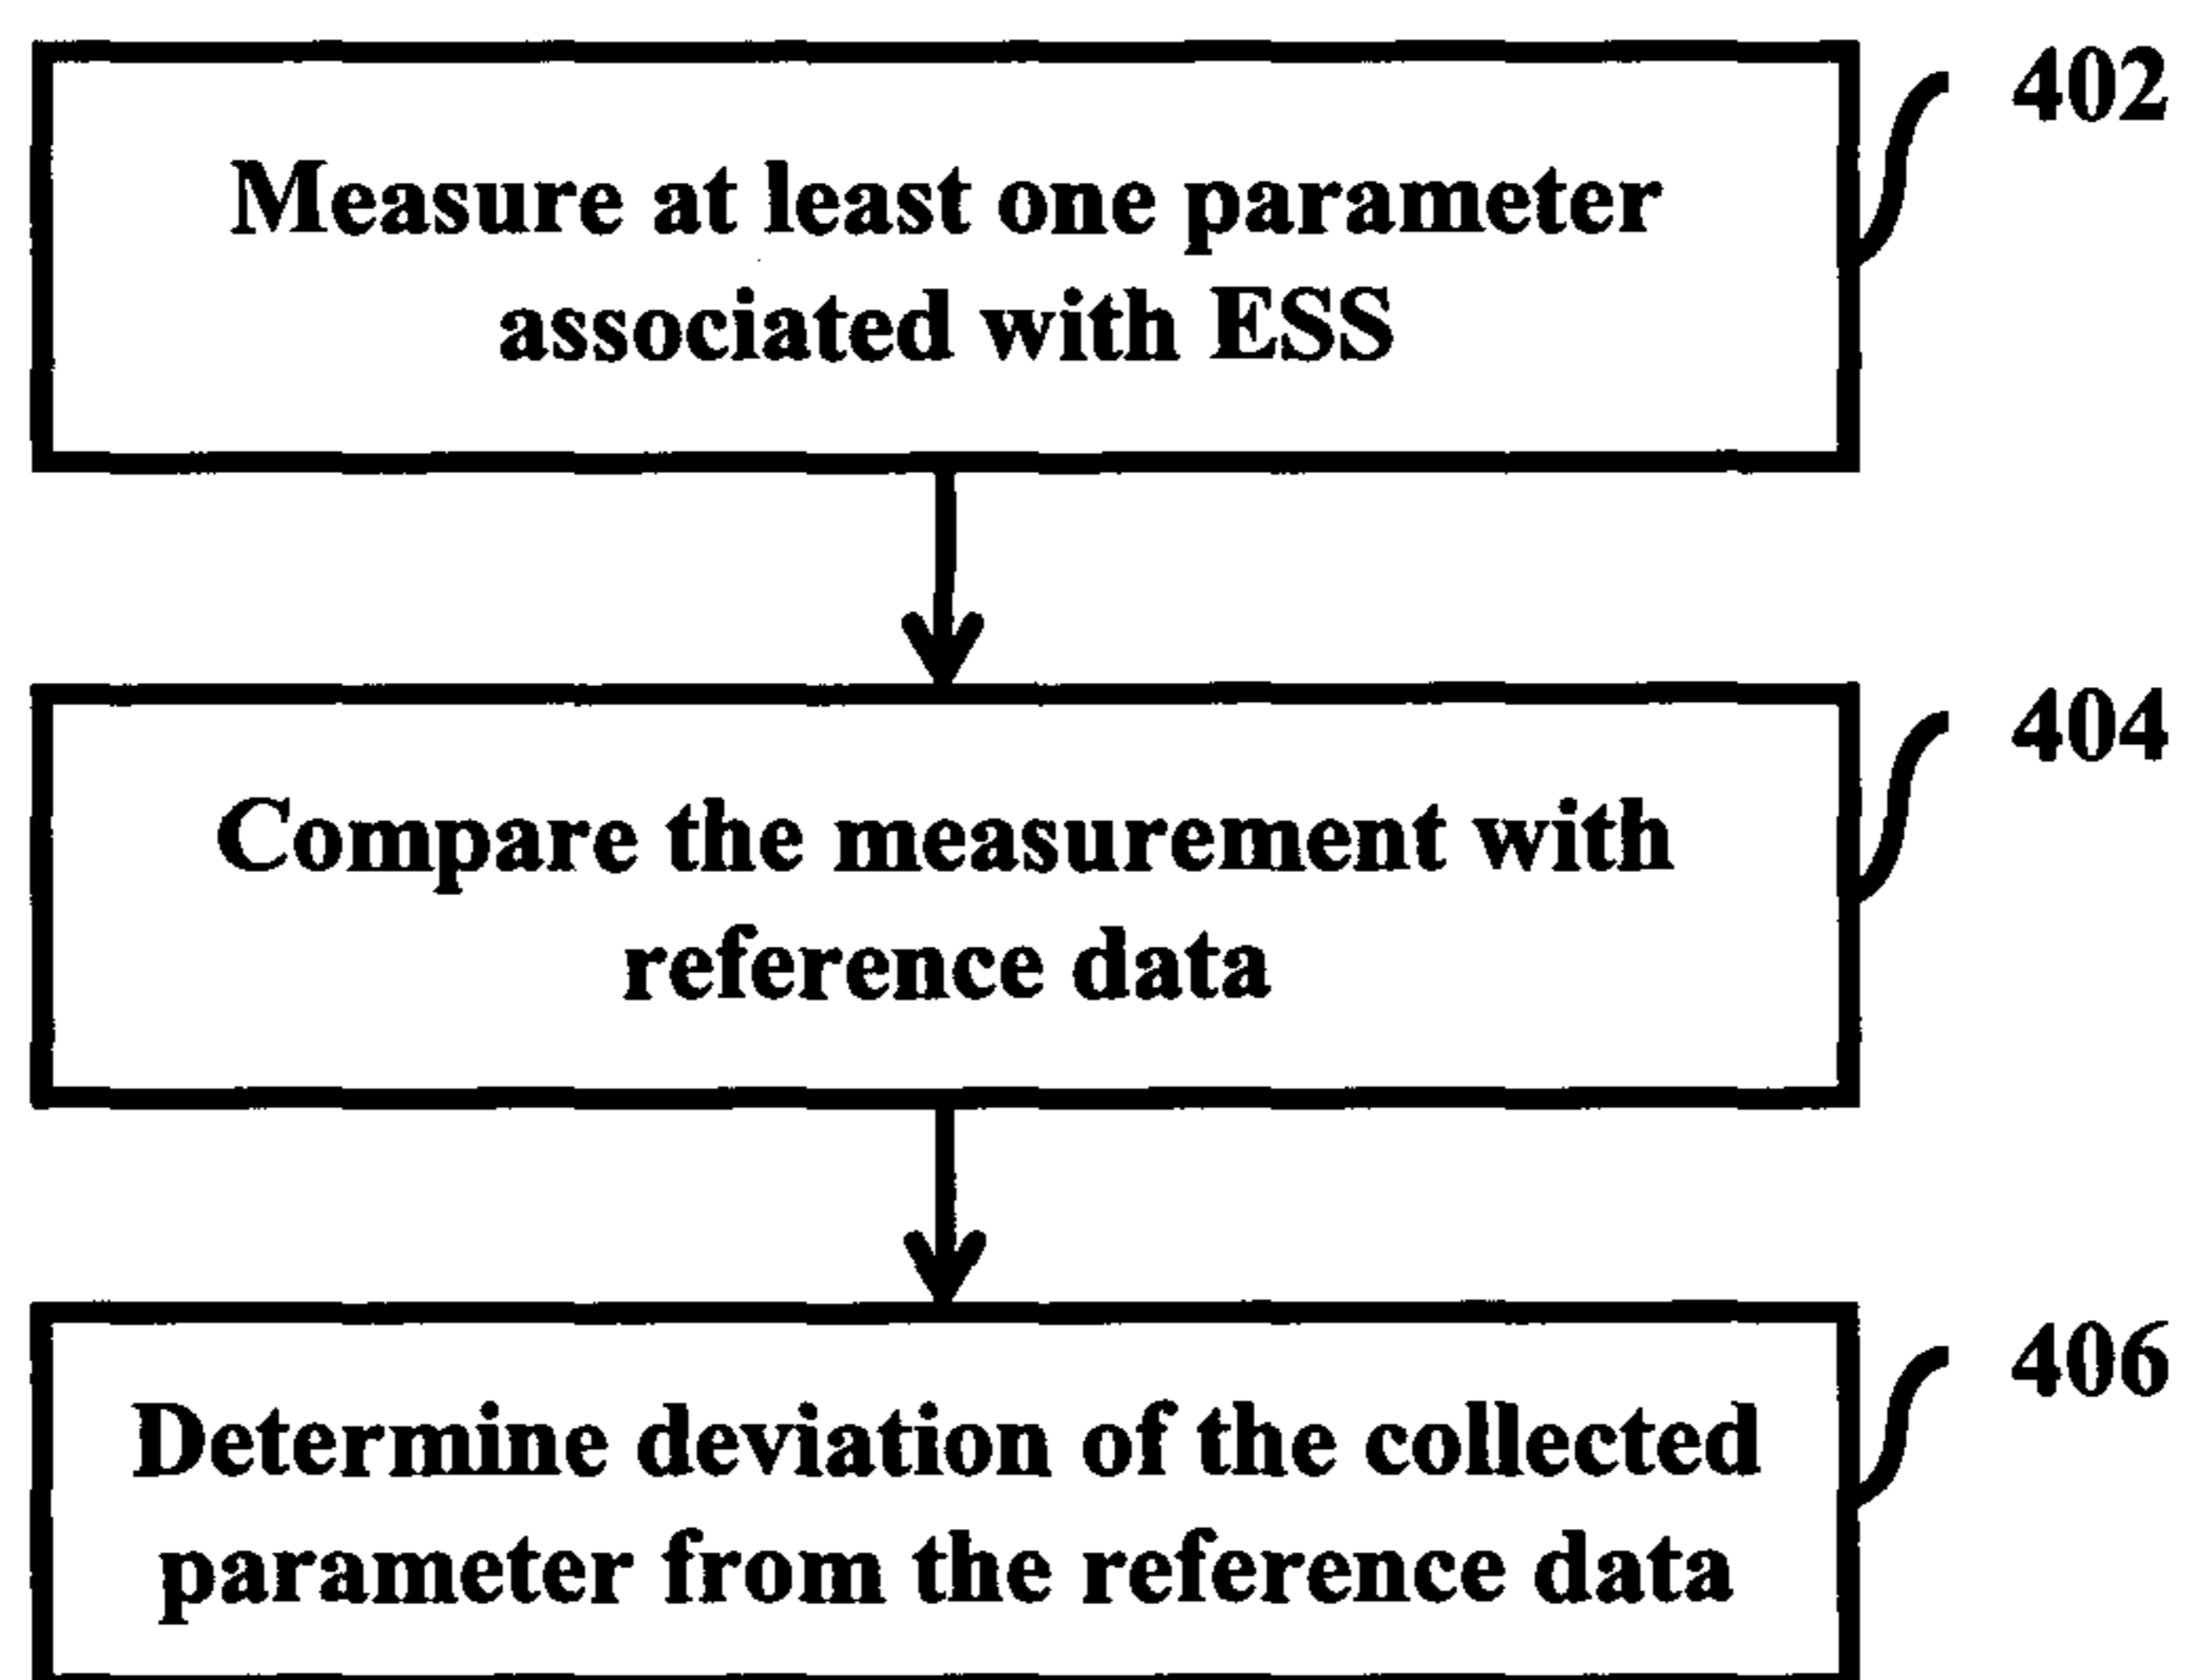 402
Measure at least one parameter
associated with ESS
404
Compare the measurement with
reference data
406
Determine deviation of the collected
parameter from the reference data